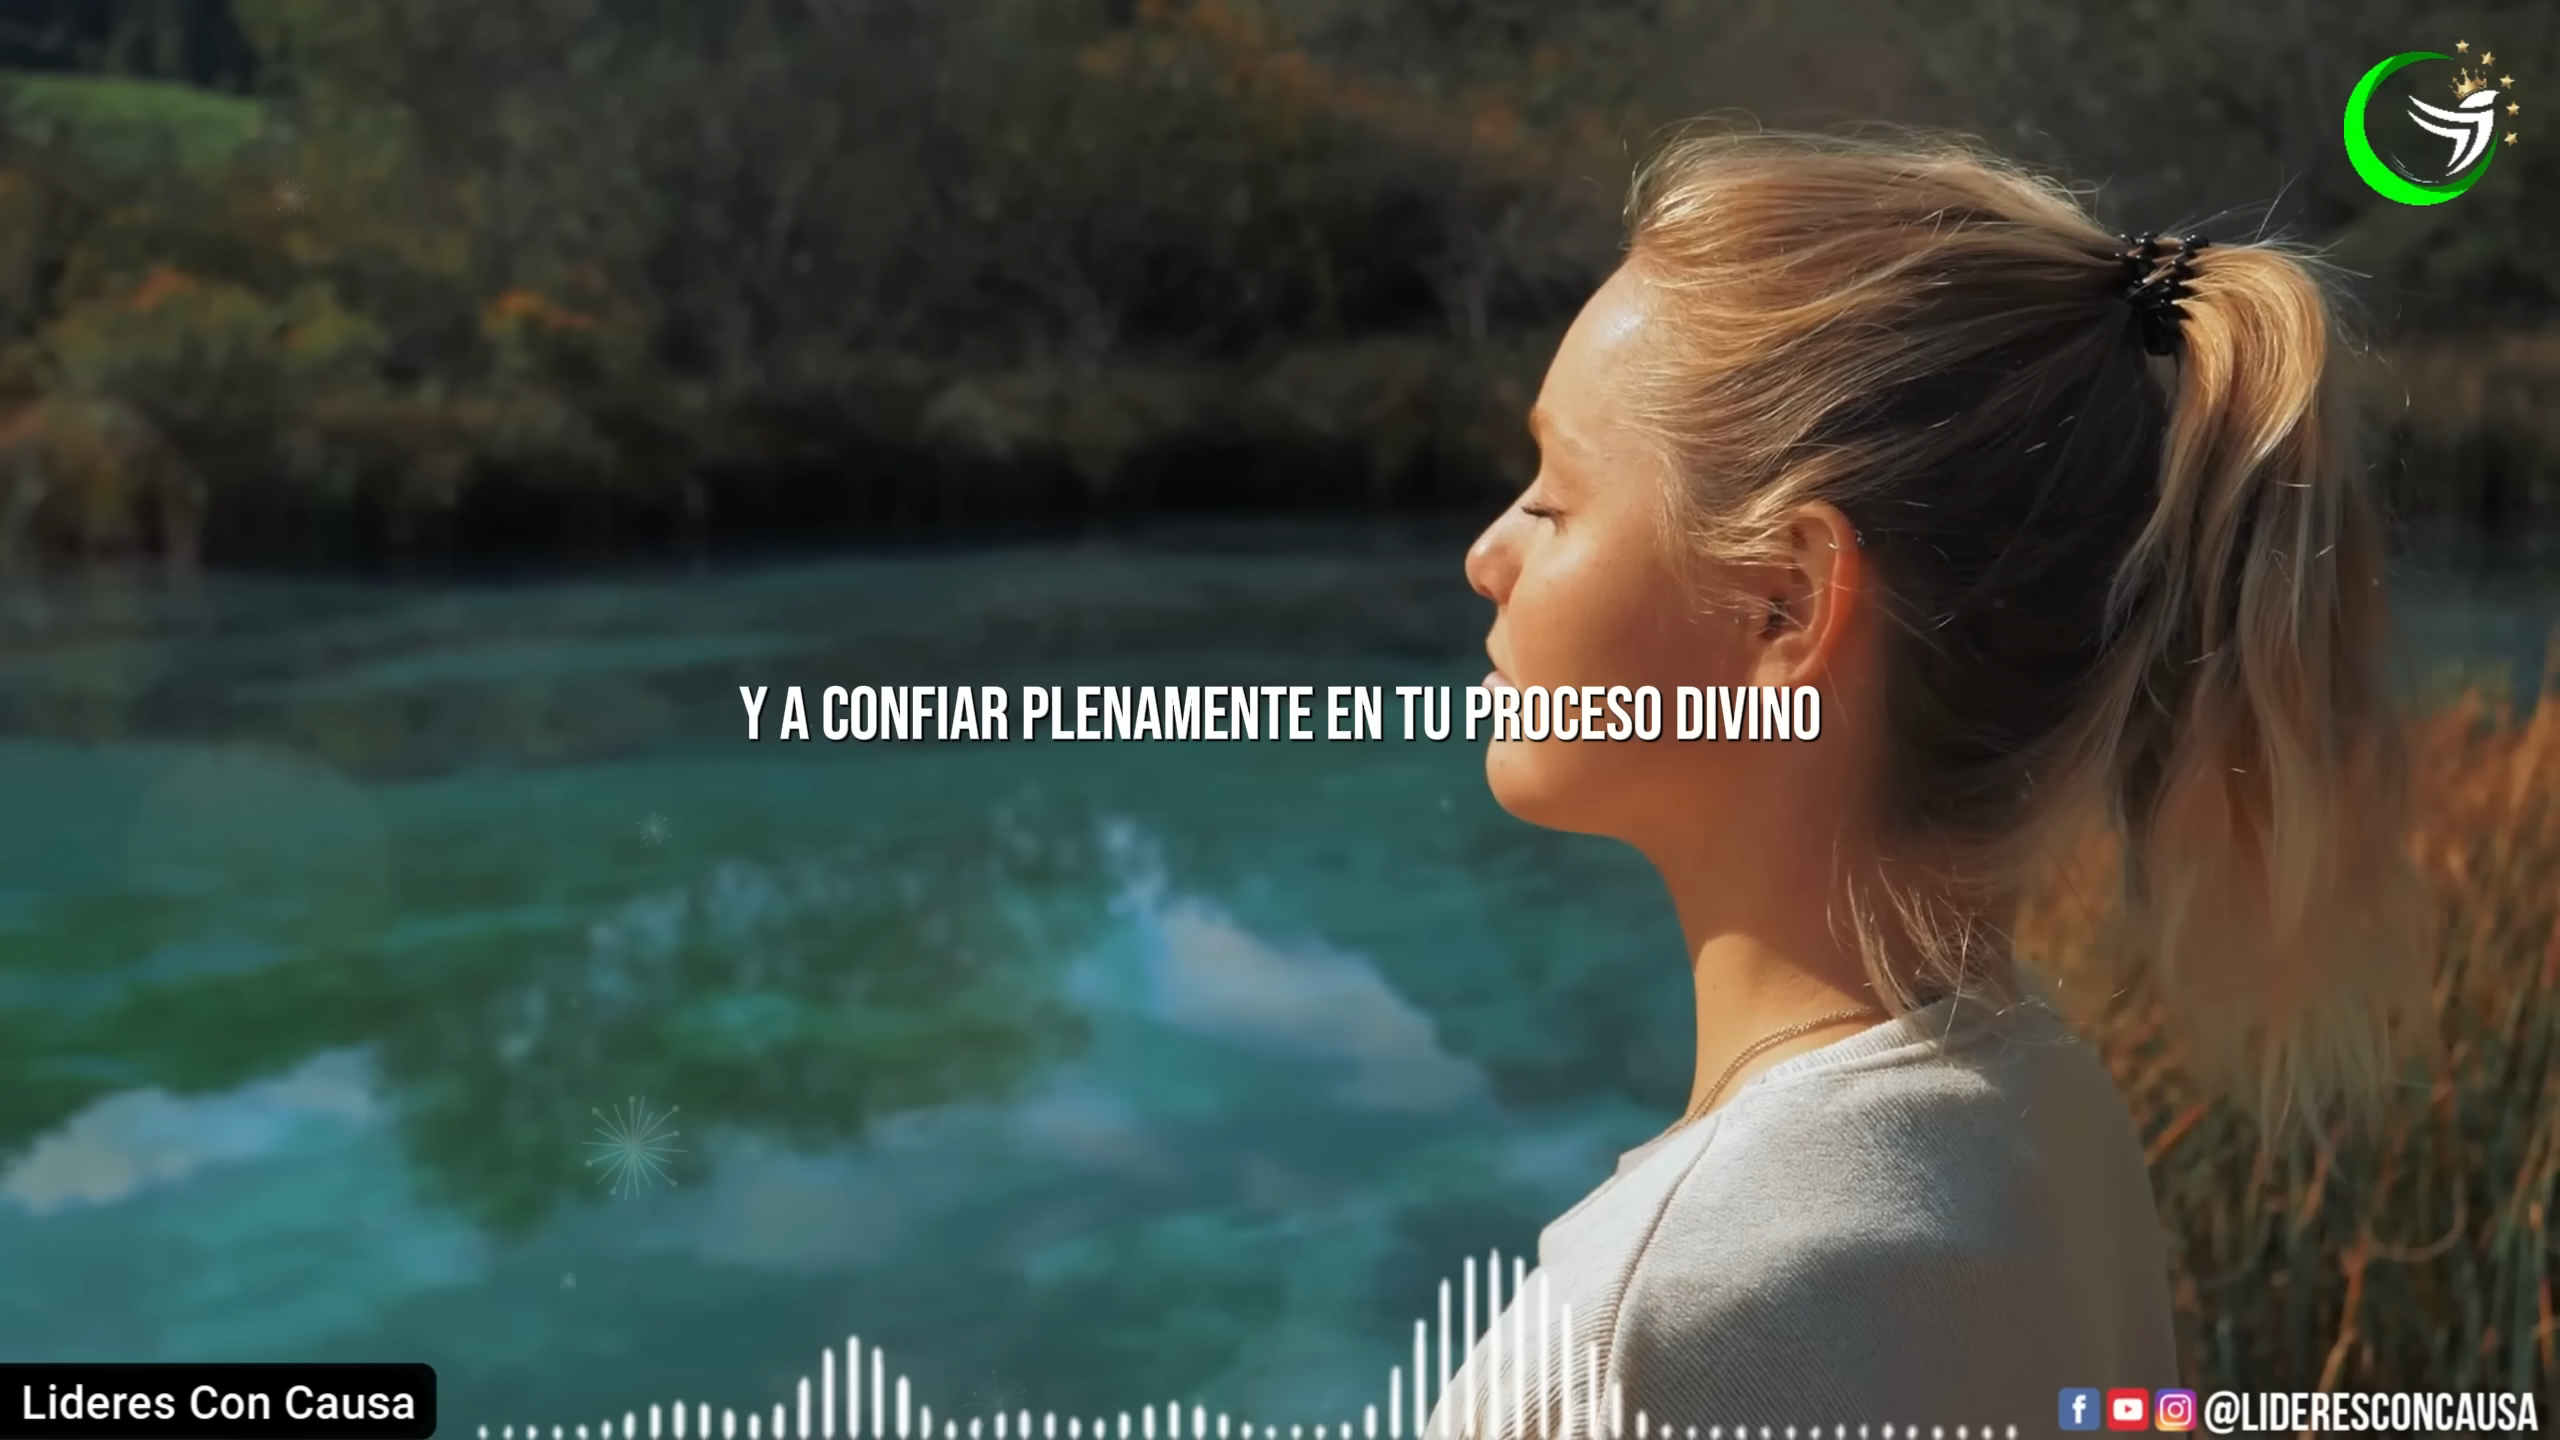 Y A CONFIAR PLENAMENTE EN TU PROCESO DIVINO
Lideres Con Causa
@LIDERESCONCAUSA